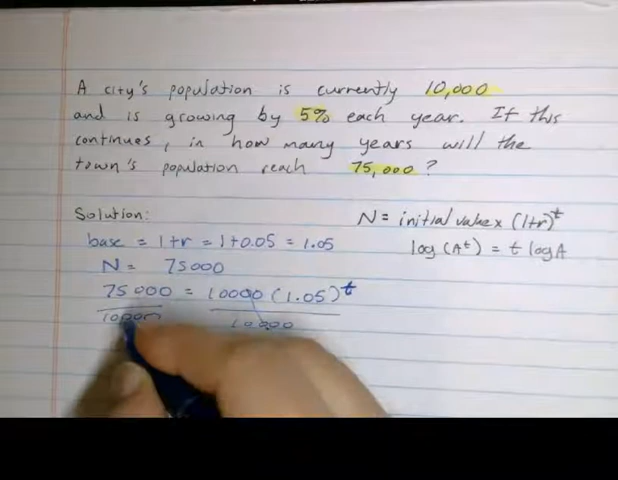 A city's population is currently 10,000
and is growing by 5% each year. If this
continues, in how many years will the
town's population reach 75,000?
Solution:
N = initial value x (1+r)^t
base = 1+r = 1+0.05 = 1.05
log(A^t) = t log A
N = 75000
75000 = 10000 (1.05)^t
10000 10000